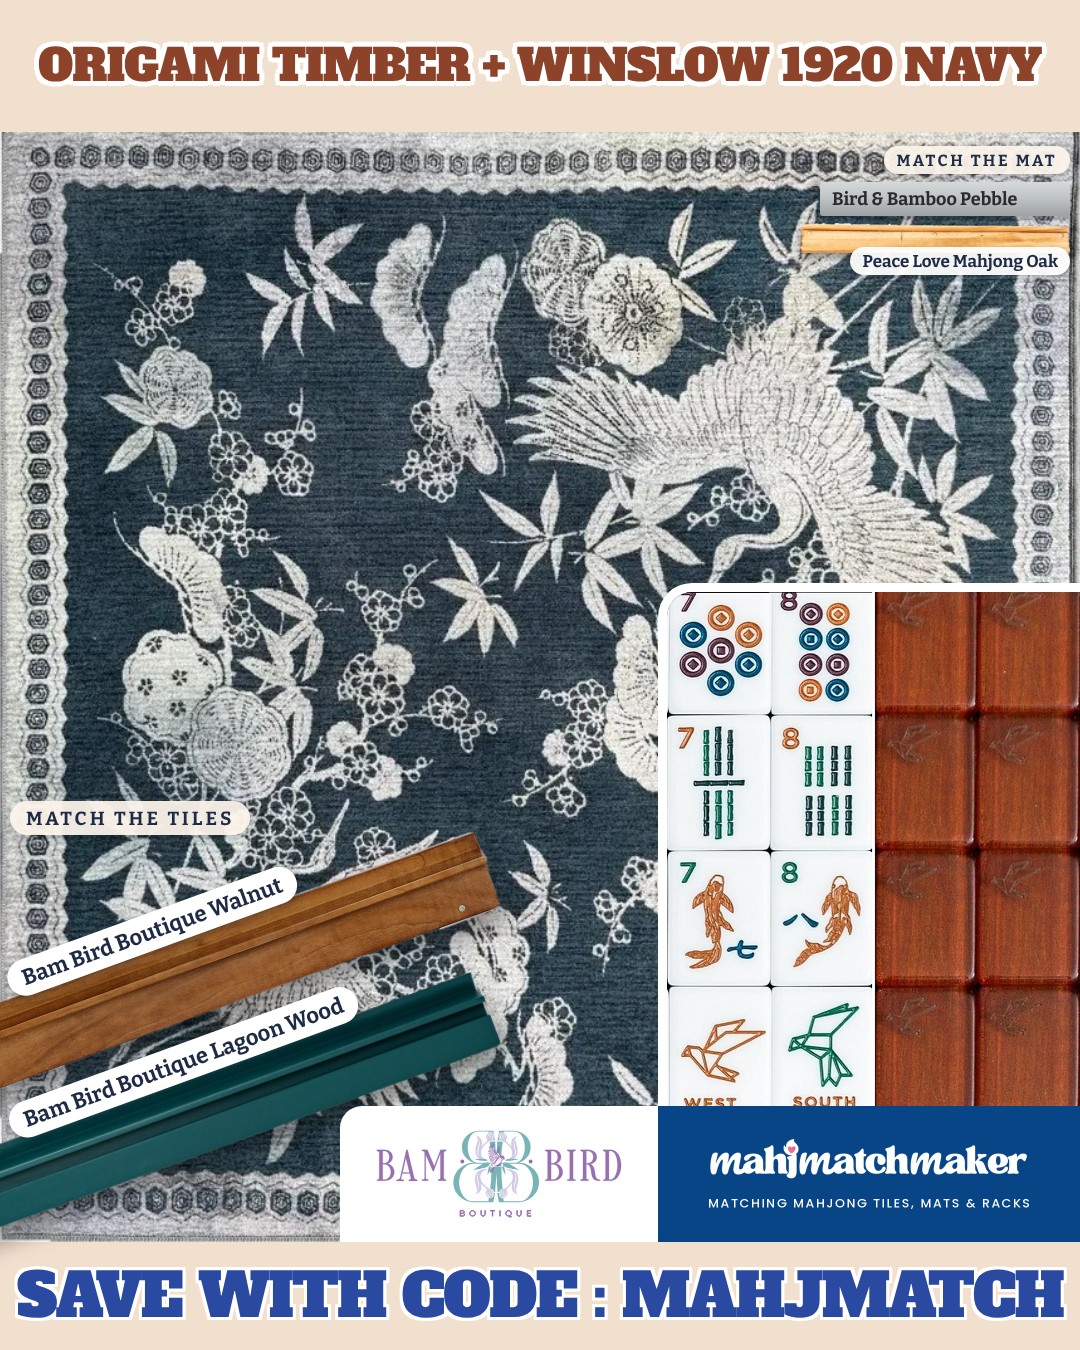 ORIGAMI TIMBER + WINSLOW 1920 NAVY
MATCH THE MAT
Bird & Bamboo Pebble
Peace Love Mahjong Oak
7 8
7 8
7 8
七 八
WEST SOUTH
MATCH THE TILES
Bam Bird Boutique Walnut
Bam Bird Boutique Lagoon Wood
BAM BIRD
BOUTIQUE
mahjmatchmaker
MATCHING MAHJONG TILES, MATS & RACKS
SAVE WITH CODE : MAHJMATCH